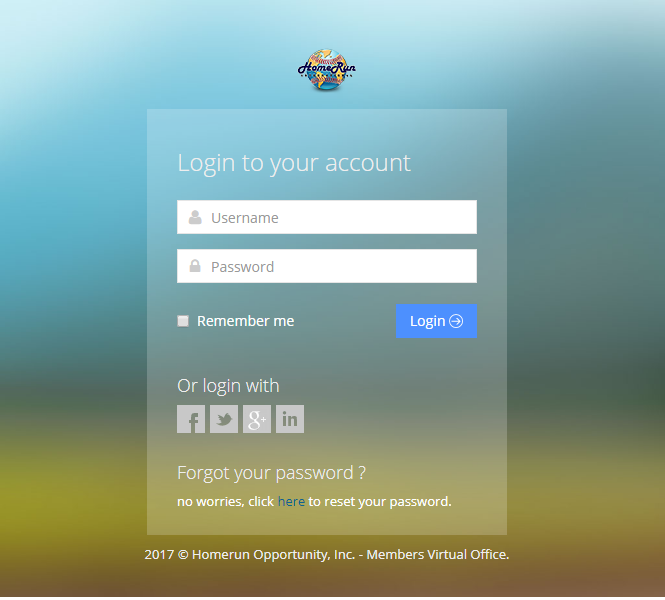 HomeRun
Login to your account
Username
Password
Remember me
Login
Or login with
f
g+
in
Forgot your password ?
no worries, click here to reset your password.
2017 © Homerun Opportunity, Inc. - Members Virtual Office.